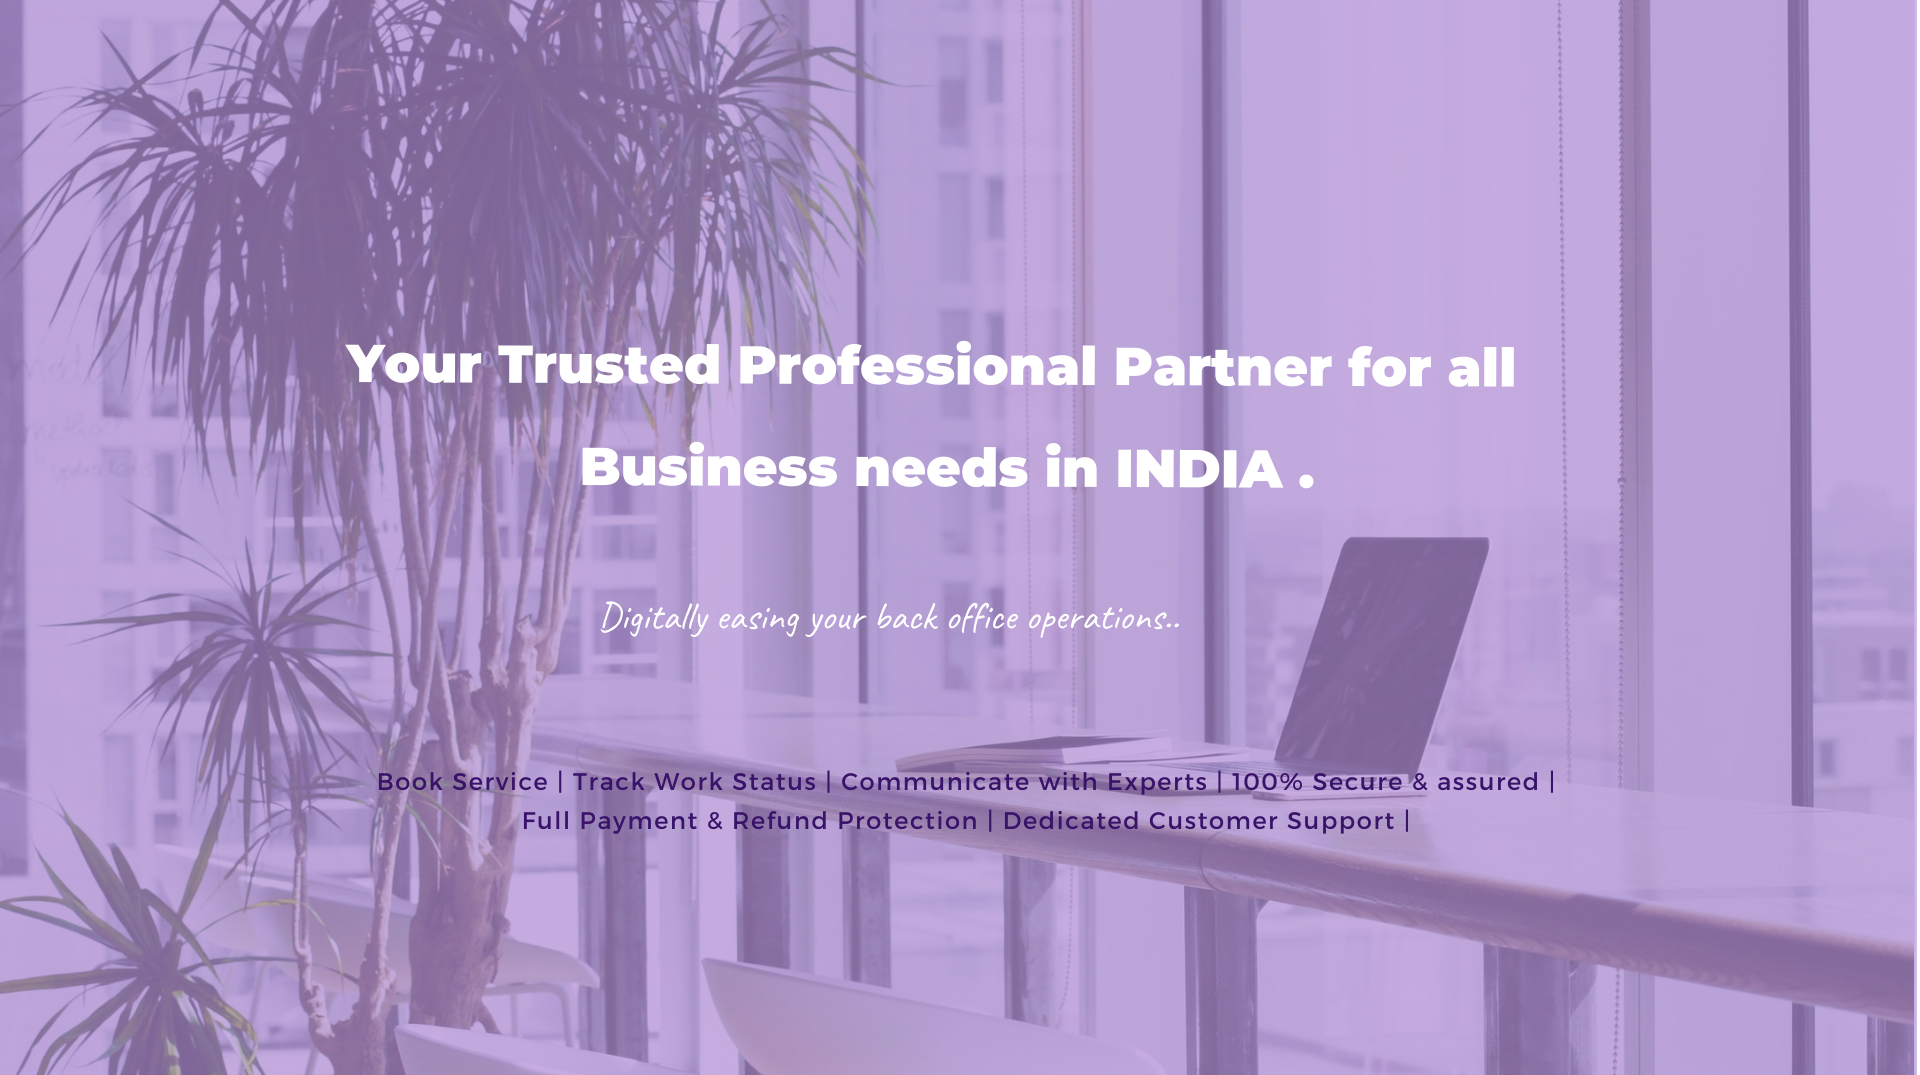 Your Trusted Professional Partner for all
Business needs in INDIA .
Digitally easing your back office operations..
Book Service | Track Work Status | Communicate with Experts | 100% Secure & assured |
Full Payment & Refund Protection | Dedicated Customer Support |